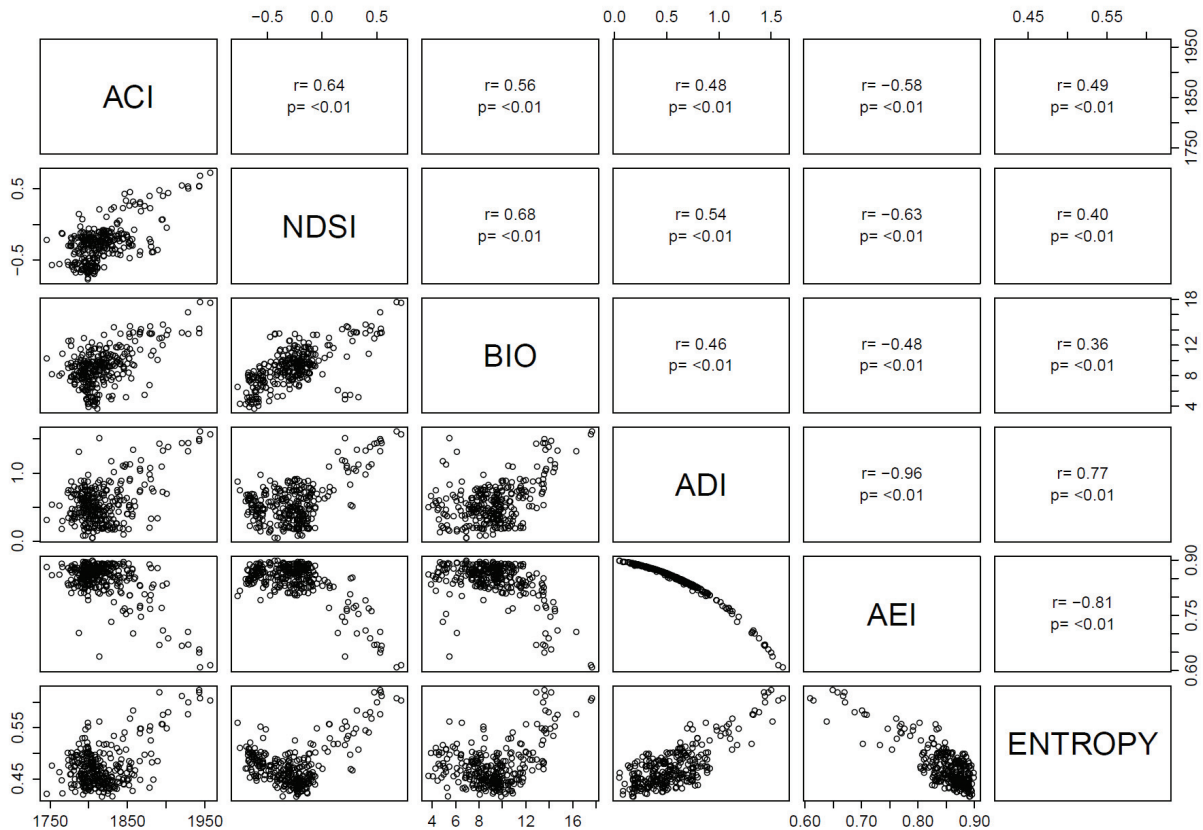 −0.5 0.0 0.5 0.0 0.5 1.0 1.5 0.45 0.55
ACI
r= 0.64
p= <0.01
r= 0.56
p= <0.01
r= 0.48
p= <0.01
r= −0.58
p= <0.01
r= 0.49
p= <0.01
1750 1850 1950
−0.5 0.5
NDSI
r= 0.68
p= <0.01
r= 0.54
p= <0.01
r= −0.63
p= <0.01
r= 0.40
p= <0.01
BIO
r= 0.46
p= <0.01
r= −0.48
p= <0.01
r= 0.36
p= <0.01
4 8 12 18
0.0 1.0
ADI
r= −0.96
p= <0.01
r= 0.77
p= <0.01
AEI
r= −0.81
p= <0.01
0.60 0.75 0.90
0.45 0.55
ENTROPY
1750 1850 1950 4 6 8 12 16 0.60 0.70 0.80 0.90